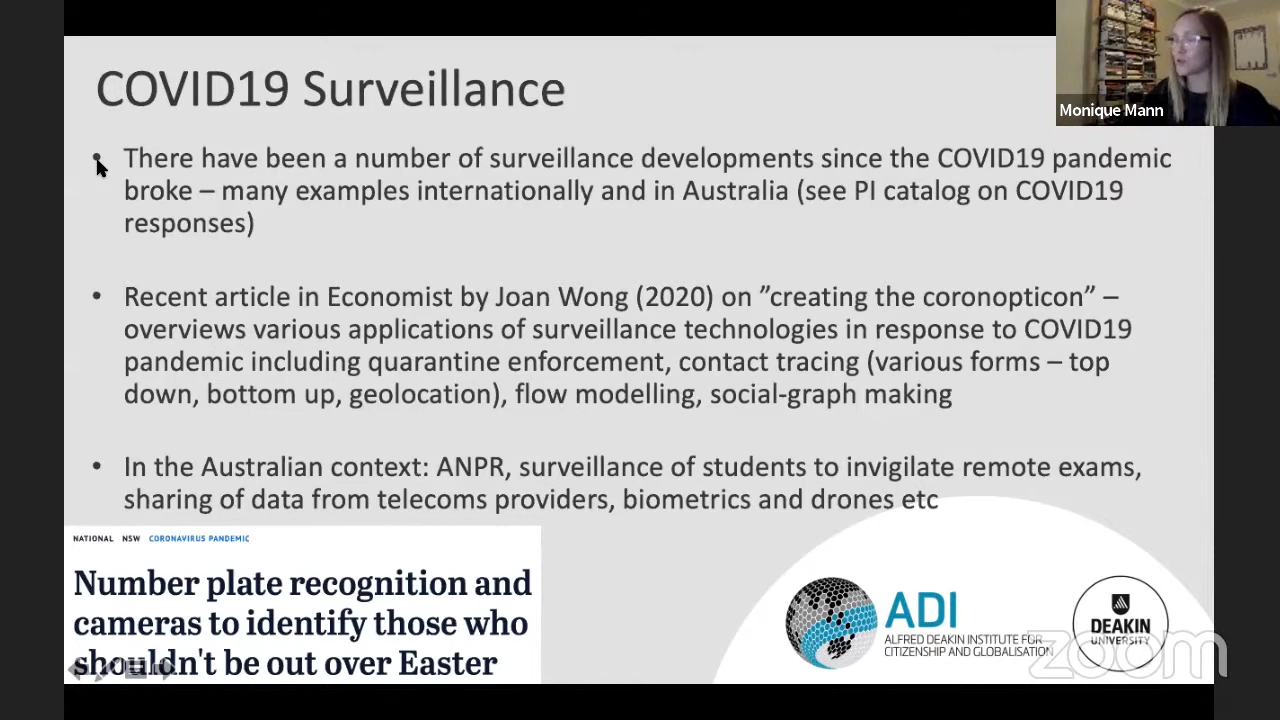 COVID19 Surveillance
Monique Mann
• There have been a number of surveillance developments since the COVID19 pandemic
broke – many examples internationally and in Australia (see PI catalog on COVID19
responses)
• Recent article in Economist by Joan Wong (2020) on ”creating the coronopticon” –
overviews various applications of surveillance technologies in response to COVID19
pandemic including quarantine enforcement, contact tracing (various forms – top
down, bottom up, geolocation), flow modelling, social-graph making
• In the Australian context: ANPR, surveillance of students to invigilate remote exams,
sharing of data from telecoms providers, biometrics and drones etc
NATIONAL NSW CORONAVIRUS PANDEMIC
Number plate recognition and
cameras to identify those who
shouldn't be out over Easter
ADI
ALFRED DEAKIN INSTITUTE FOR
CITIZENSHIP AND GLOBALISATION
DEAKIN
UNIVERSITY
zoom